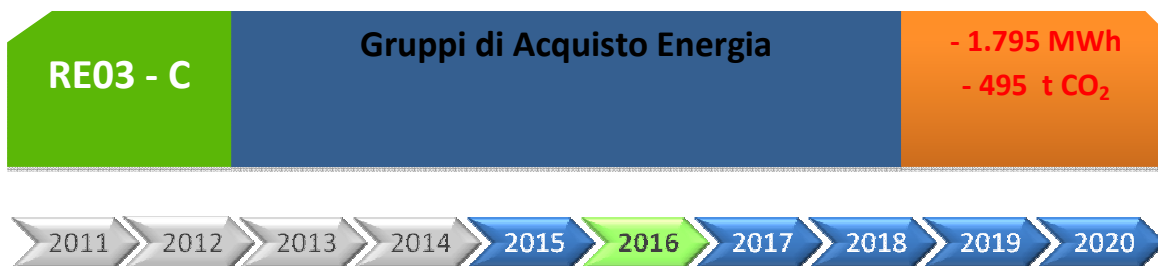 RE03 - C
Gruppi di Acquisto Energia
- 1.795 MWh
- 495 t CO₂
2011 2012 2013 2014 2015 2016 2017 2018 2019 2020